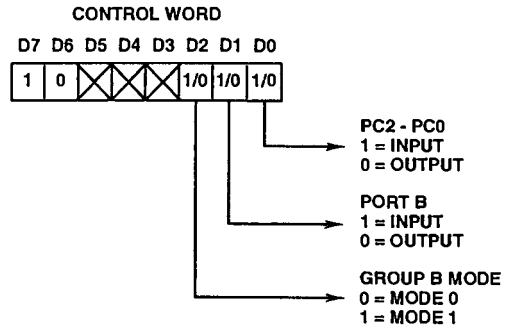 CONTROL WORD
D7 D6 D5 D4 D3 D2 D1 D0
1 0 1/0 1/0 1/0
PC2 - PC0
1 = INPUT
0 = OUTPUT
PORT B
1 = INPUT
0 = OUTPUT
GROUP B MODE
0 = MODE 0
1 = MODE 1